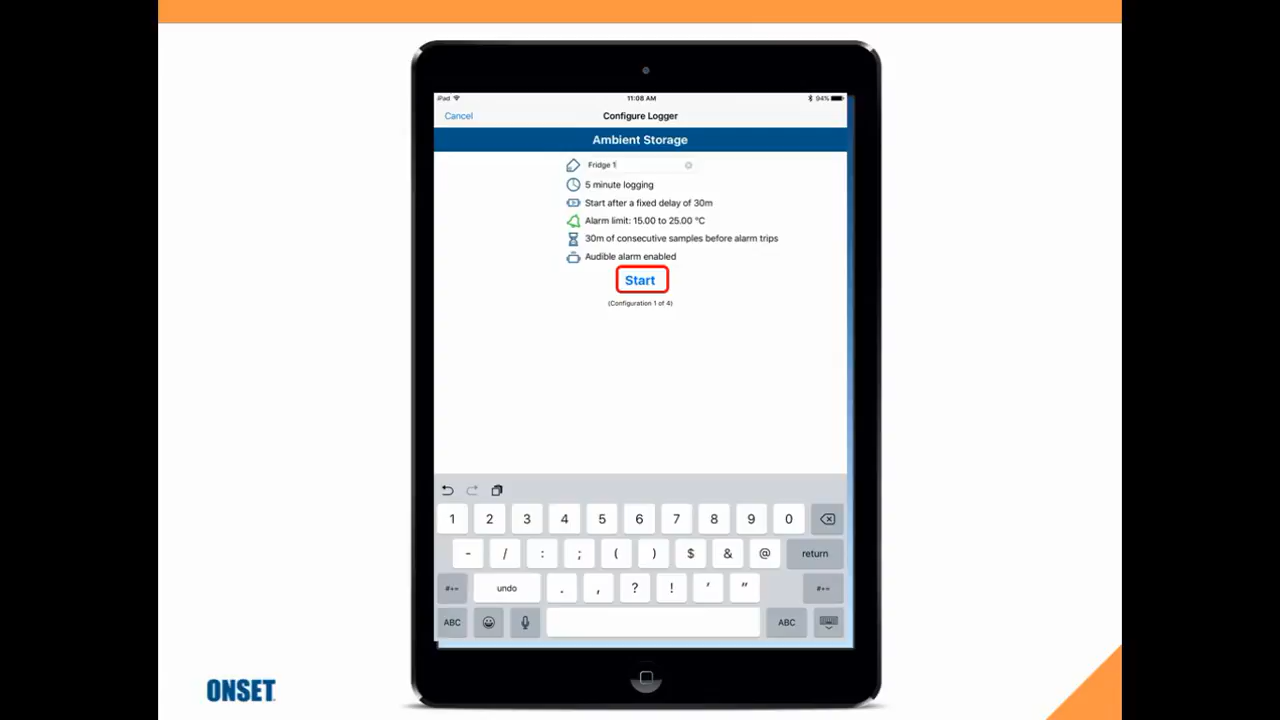 iPad 11:08 AM 94%
Cancel Configure Logger
Ambient Storage
Fridge 1
5 minute logging
Start after a fixed delay of 30m
Alarm limit: 15.00 to 25.00 °C
30m of consecutive samples before alarm trips
Audible alarm enabled
Start
(Configuration 1 of 4)
1 2 3 4 5 6 7 8 9 0
- / : ; ( ) $ & @ return
#+= undo . , ? ! ' " #+=
ABC ABC
ONSET